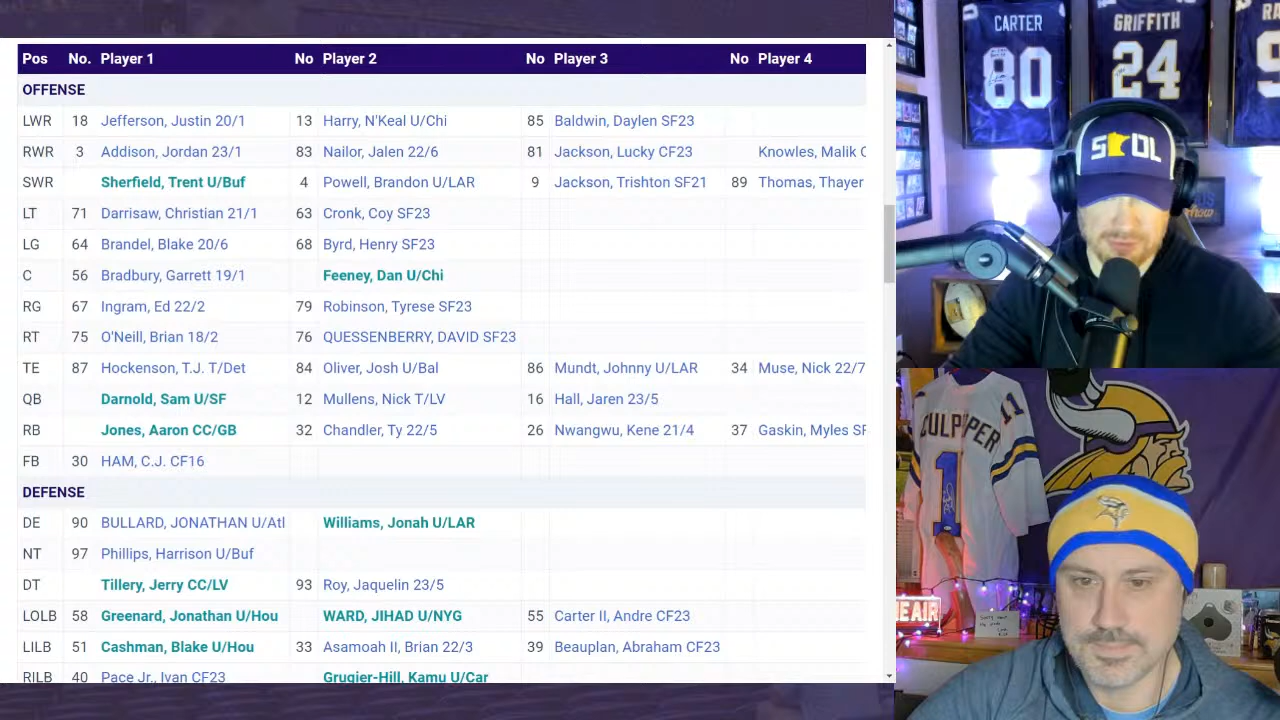 Pos No. Player 1 No Player 2 No Player 3 No Player 4
OFFENSE
LWR 18 Jefferson, Justin 20/1 13 Harry, N'Keal U/Chi 85 Baldwin, Daylen SF23
RWR 3 Addison, Jordan 23/1 83 Nailor, Jalen 22/6 81 Jackson, Lucky CF23 Knowles, Malik C
SWR Sherfield, Trent U/Buf 4 Powell, Brandon U/LAR 9 Jackson, Trishton SF21 89 Thomas, Thayer
LT 71 Darrisaw, Christian 21/1 63 Cronk, Coy SF23
LG 64 Brandel, Blake 20/6 68 Byrd, Henry SF23
C 56 Bradbury, Garrett 19/1 Feeney, Dan U/Chi
RG 67 Ingram, Ed 22/2 79 Robinson, Tyrese SF23
RT 75 O'Neill, Brian 18/2 76 QUESSENBERRY, DAVID SF23
TE 87 Hockenson, T.J. T/Det 84 Oliver, Josh U/Bal 86 Mundt, Johnny U/LAR 34 Muse, Nick 22/7
QB Darnold, Sam U/SF 12 Mullens, Nick T/LV 16 Hall, Jaren 23/5
RB Jones, Aaron CC/GB 32 Chandler, Ty 22/5 26 Nwangwu, Kene 21/4 37 Gaskin, Myles SF
FB 30 HAM, C.J. CF16
DEFENSE
DE 90 BULLARD, JONATHAN U/Atl Williams, Jonah U/LAR
NT 97 Phillips, Harrison U/Buf
DT Tillery, Jerry CC/LV 93 Roy, Jaquelin 23/5
LOLB 58 Greenard, Jonathan U/Hou WARD, JIHAD U/NYG 55 Carter II, Andre CF23
LILB 51 Cashman, Blake U/Hou 33 Asamoah II, Brian 22/3 39 Beauplan, Abraham CF23
RILB 40 Pace Jr., Ivan CF23 Grugier-Hill, Kamu U/Car
CARTER
80
GRIFFITH
24
RA
SKOL
CULPEPPER
11
1